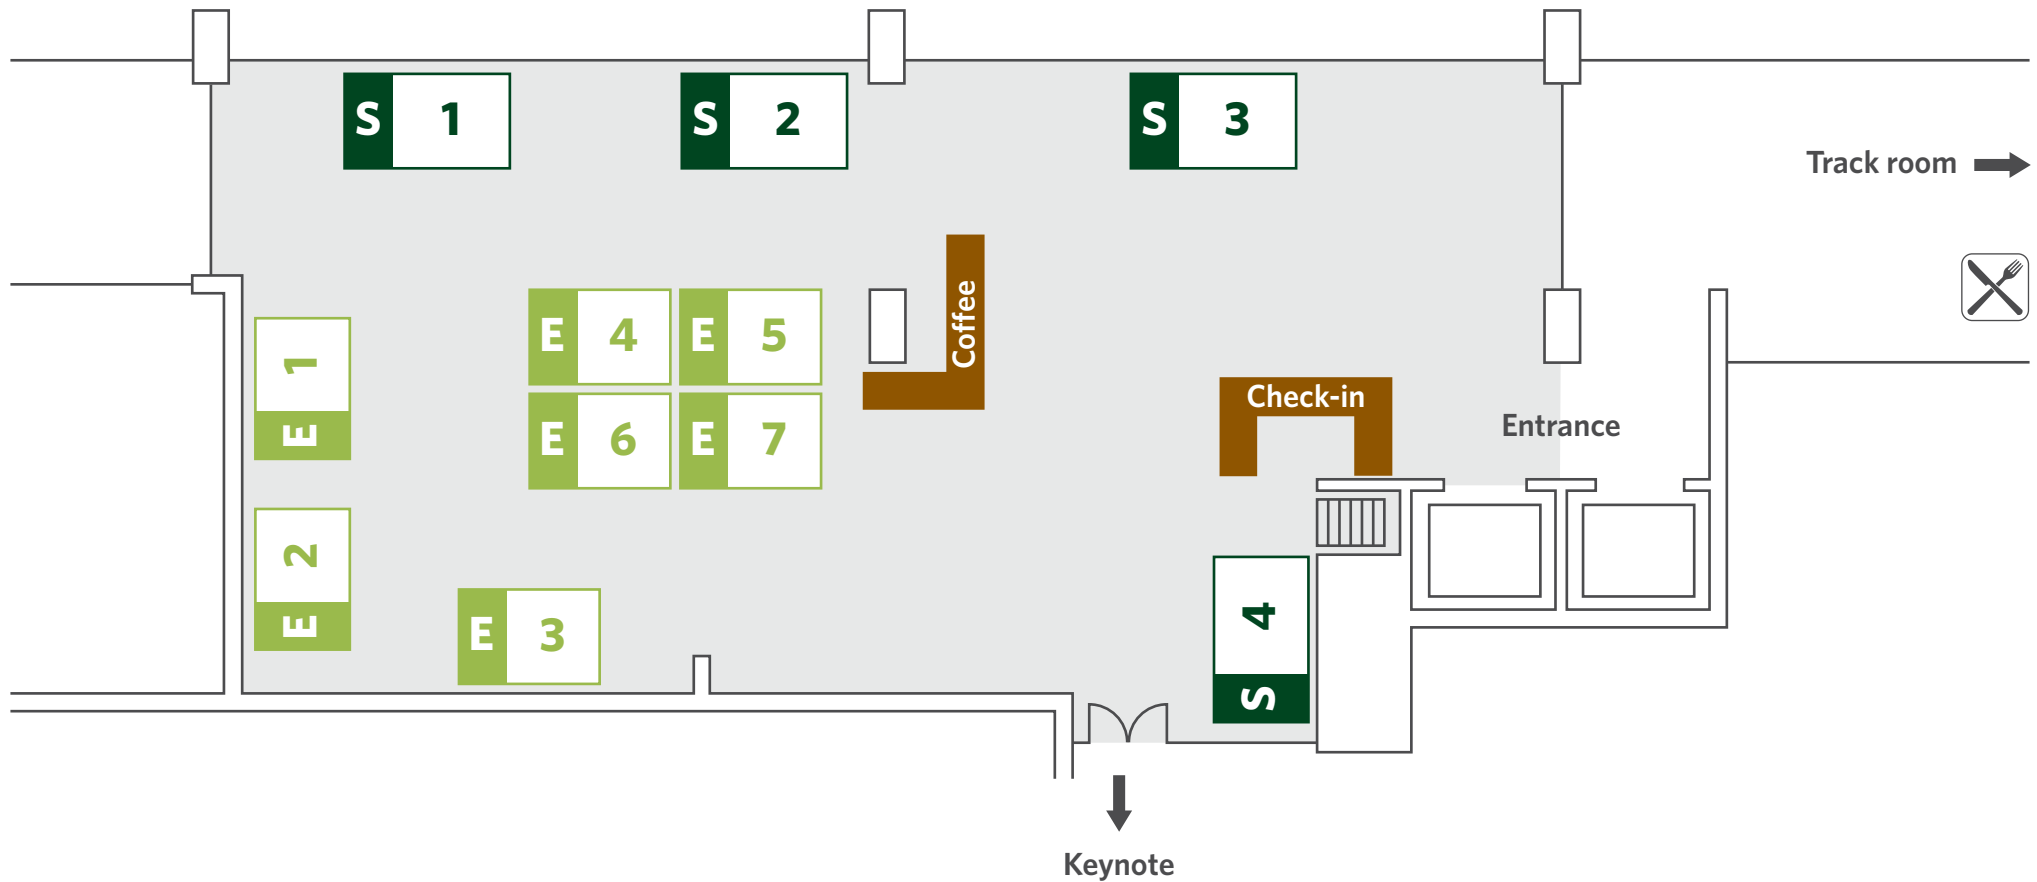 S 1
S 2
S 3
Track room
Coffee
E 4
E 5
E 1
Check-in
Entrance
E 6
E 7
E 2
E 3
S 4
Keynote